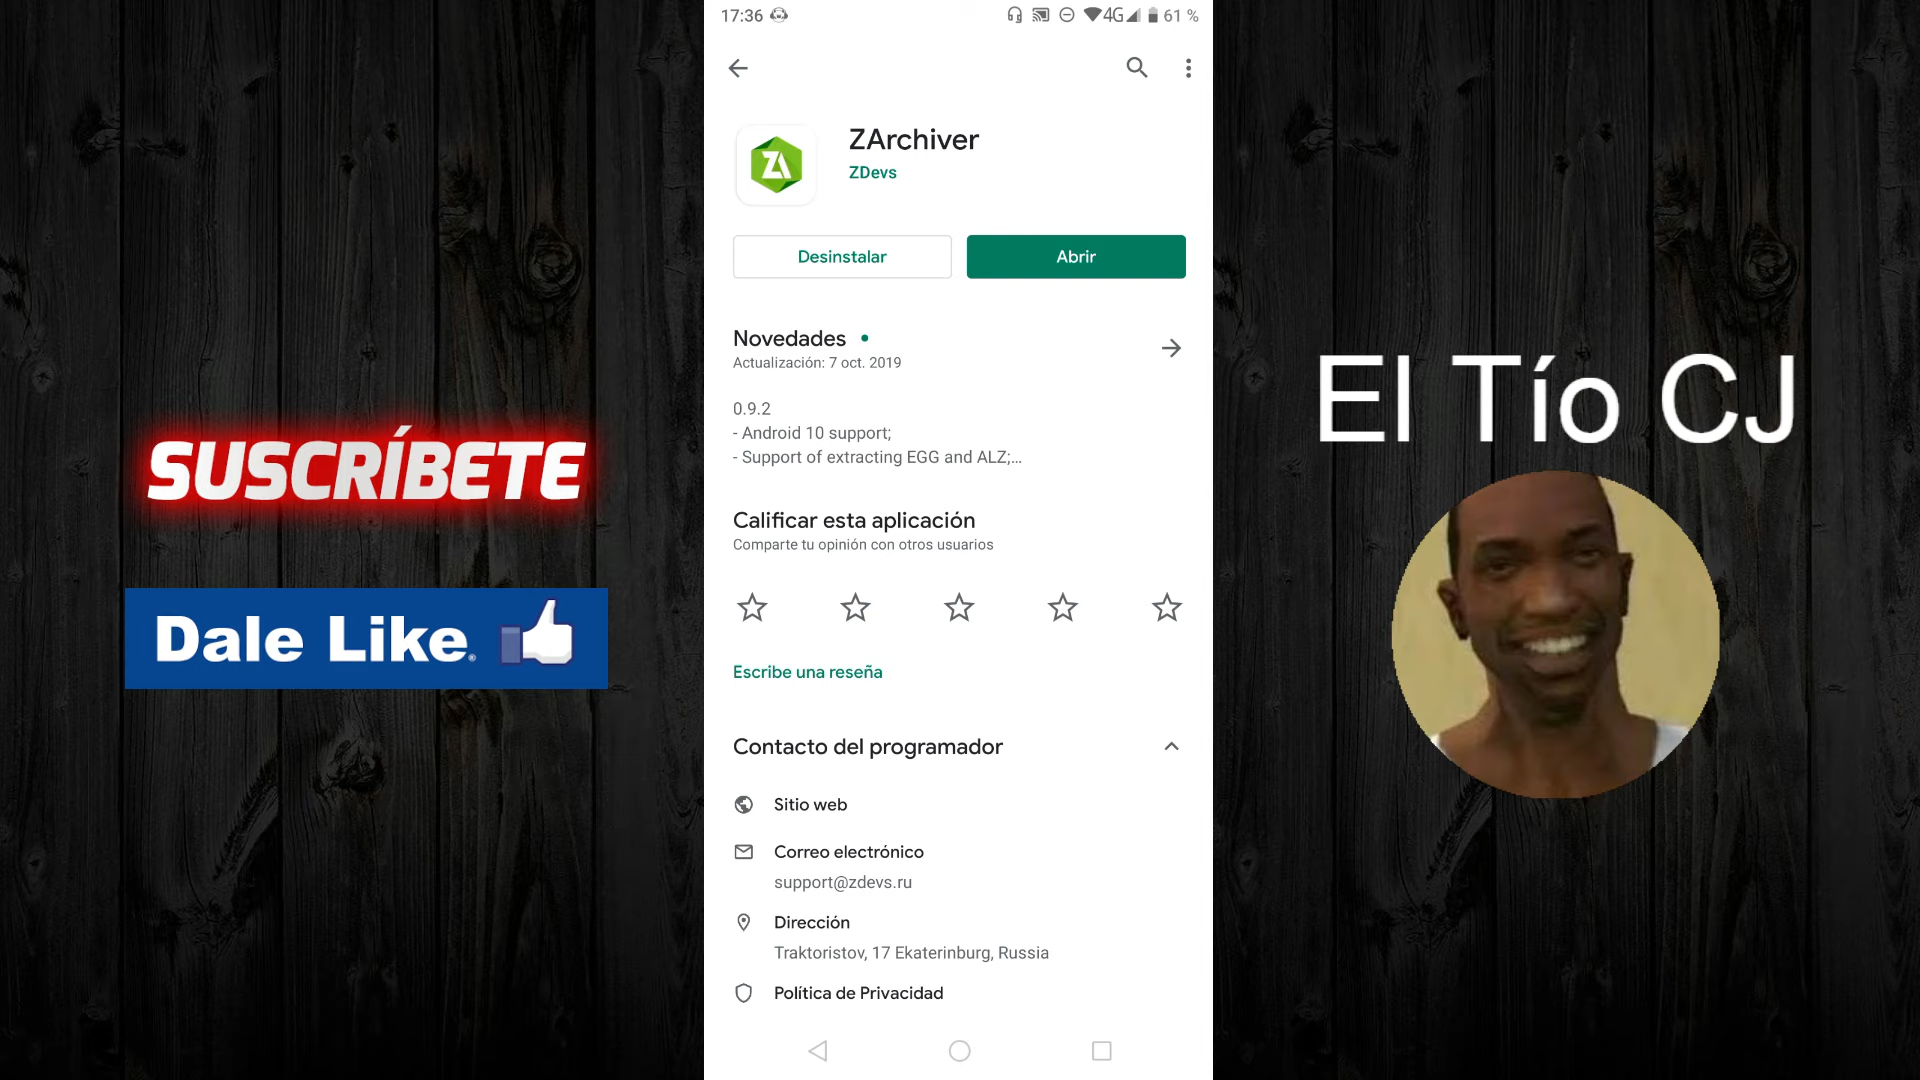 17:36
4G
61 %
ZArchiver
ZDevs
Desinstalar
Abrir
Novedades
Actualización: 7 oct. 2019
0.9.2
- Android 10 support;
- Support of extracting EGG and ALZ;...
Calificar esta aplicación
Comparte tu opinión con otros usuarios
Escribe una reseña
Contacto del programador
Sitio web
Correo electrónico
support@zdevs.ru
Dirección
Traktoristov, 17 Ekaterinburg, Russia
Política de Privacidad
SUSCRÍBETE
Dale Like®
El Tío CJ